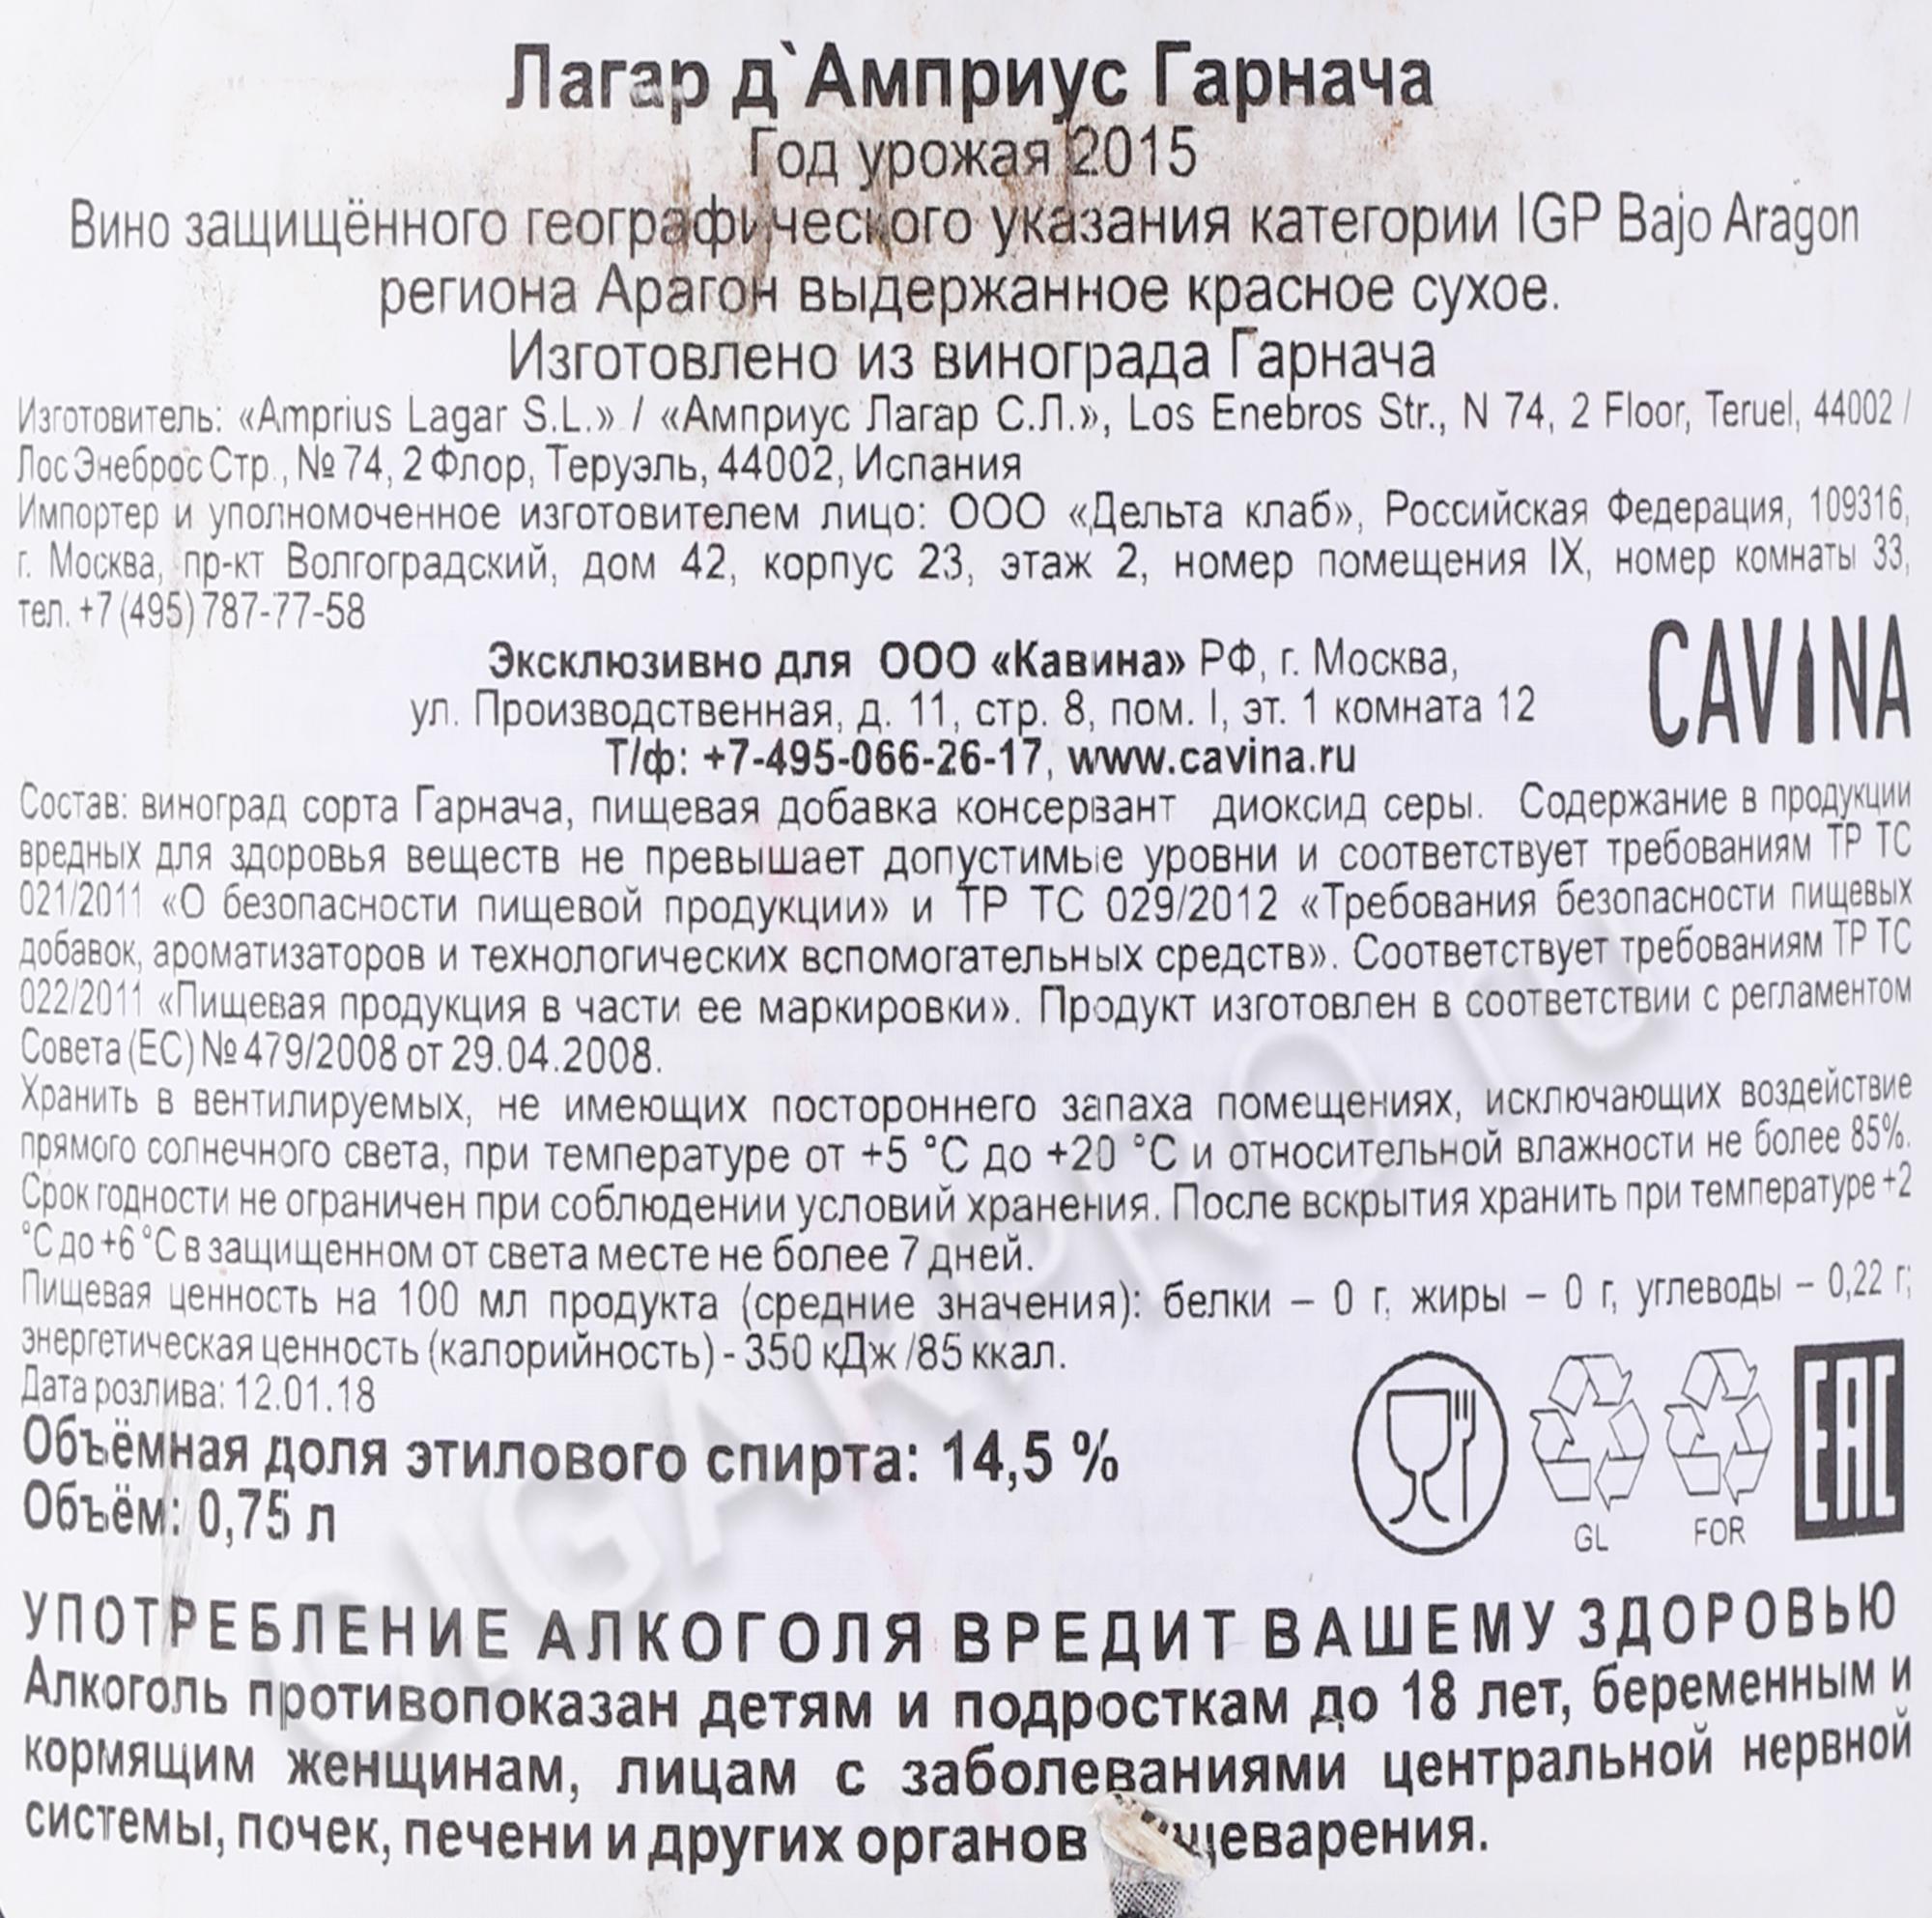 Лагар д`Амприус Гарнача
Год урожая 2015
Вино защищённого географического указания категории IGP Bajo Aragon
региона Арагон выдержанное красное сухое.
Изготовлено из винограда Гарнача
Изготовитель: «Amprius Lagar S.L.» / «Амприус Лагар С.Л.», Los Enebros Str., N 74, 2 Floor, Teruel, 44002 /
Лос Энеброс Стр., № 74, 2 Флор, Теруэль, 44002, Испания
Импортер и уполномоченное изготовителем лицо: ООО «Дельта клаб», Российская Федерация, 109316,
г. Москва, пр-кт Волгоградский, дом 42, корпус 23, этаж 2, номер помещения IX, номер комнаты 33,
тел. +7 (495) 787-77-58
Эксклюзивно для ООО «Кавина» РФ, г. Москва,
ул. Производственная, д. 11, стр. 8, пом. I, эт. 1 комната 12
Т/ф: +7-495-066-26-17, www.cavina.ru
CAVINA
Состав: виноград сорта Гарнача, пищевая добавка консервант диоксид серы. Содержание в продукции
вредных для здоровья веществ не превышает допустимые уровни и соответствует требованиям ТР ТС
021/2011 «О безопасности пищевой продукции» и ТР ТС 029/2012 «Требования безопасности пищевых
добавок, ароматизаторов и технологических вспомогательных средств». Соответствует требованиям ТР ТС
022/2011 «Пищевая продукция в части ее маркировки». Продукт изготовлен в соответствии с регламентом
Совета (ЕС) № 479/2008 от 29.04.2008.
Хранить в вентилируемых, не имеющих постороннего запаха помещениях, исключающих воздействие
прямого солнечного света, при температуре от +5 °С до +20 °С и относительной влажности не более 85%.
Срок годности не ограничен при соблюдении условий хранения. После вскрытия хранить при температуре +2
°С до +6 °С в защищенном от света месте не более 7 дней.
Пищевая ценность на 100 мл продукта (средние значения): белки – 0 г, жиры – 0 г, углеводы – 0,22 г;
энергетическая ценность (калорийность) - 350 кДж /85 ккал.
Дата розлива: 12.01.18
Объёмная доля этилового спирта: 14,5 %
Объём: 0,75 л
GL FOR EAC
УПОТРЕБЛЕНИЕ АЛКОГОЛЯ ВРЕДИТ ВАШЕМУ ЗДОРОВЬЮ
Алкоголь противопоказан детям и подросткам до 18 лет, беременным и
кормящим женщинам, лицам с заболеваниями центральной нервной
системы, почек, печени и других органов
CIGARPRO.ru